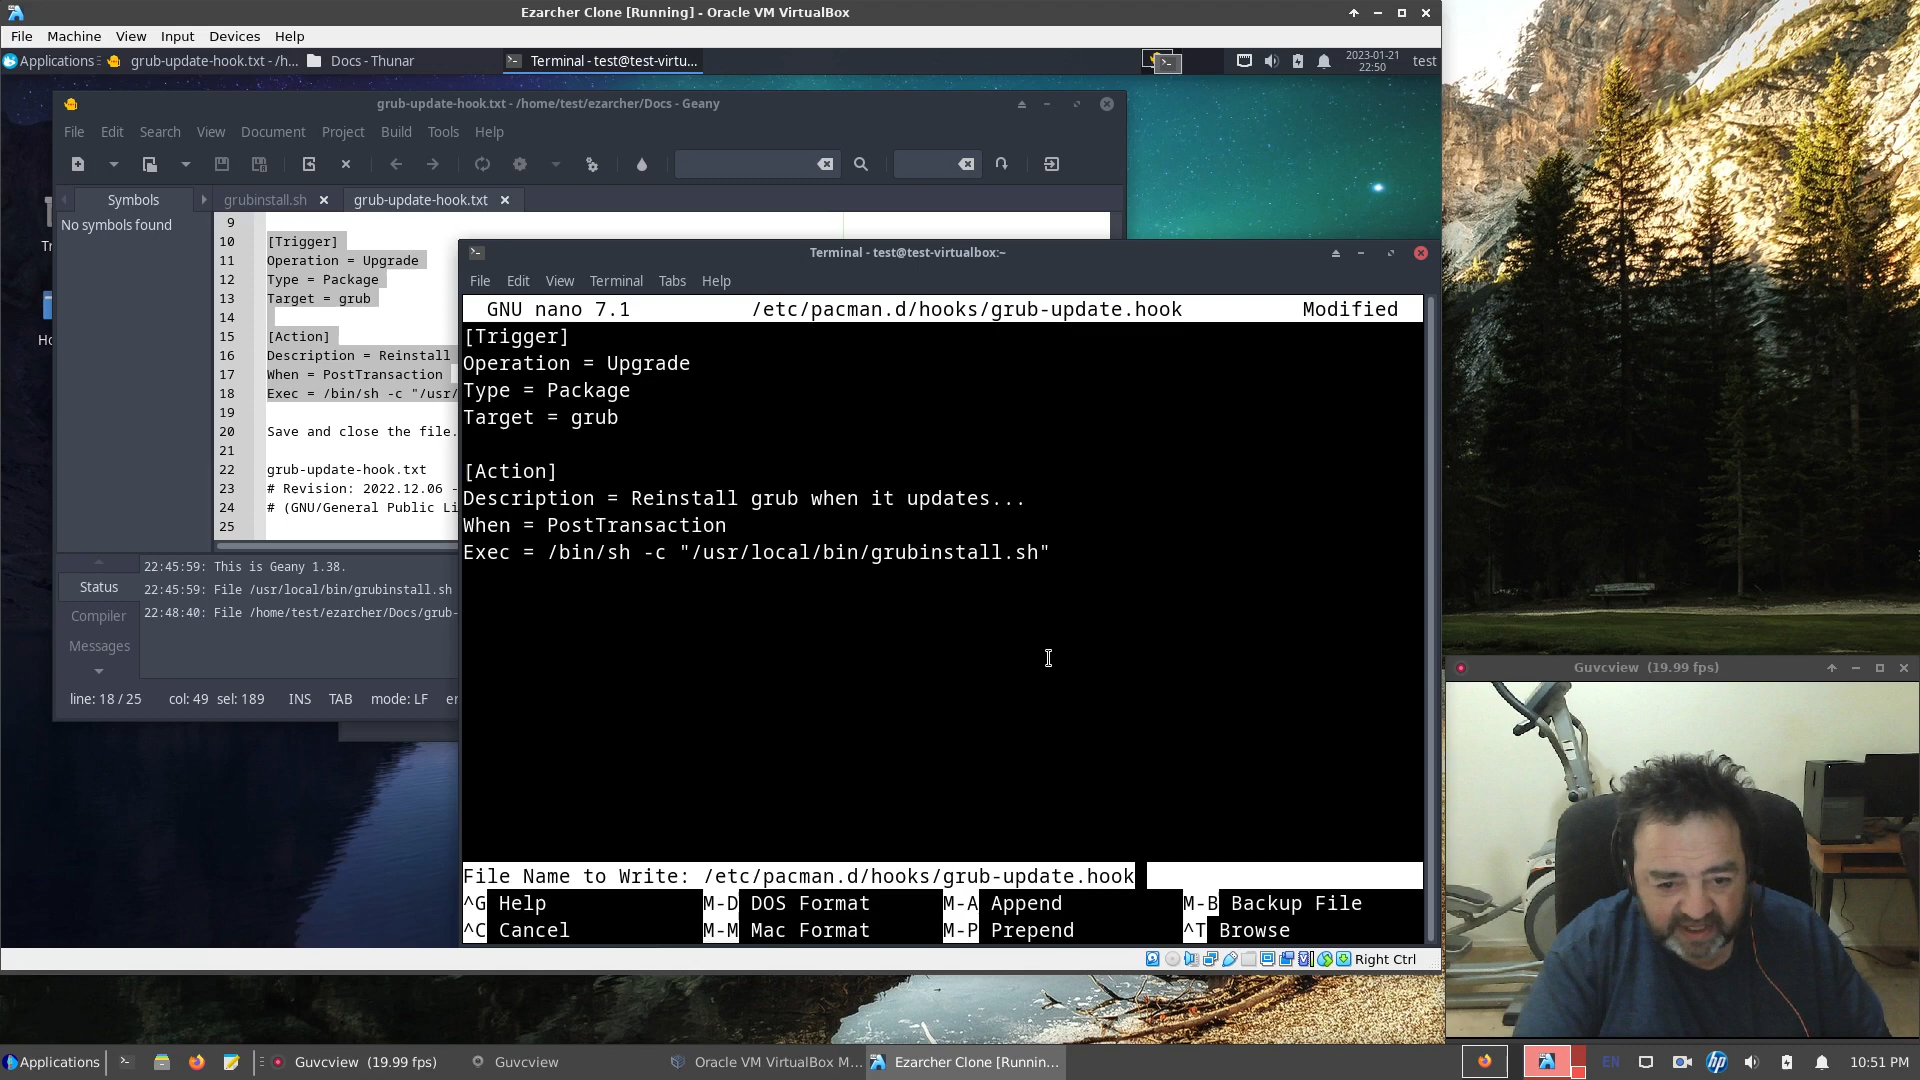 Ezarcher Clone [Running] - Oracle VM VirtualBox
File Machine View Input Devices Help
Applications grub-update-hook.txt - /h... Docs - Thunar Terminal - test@test-virtu... 2023-01-21 22:50 test
grub-update-hook.txt - /home/test/ezarcher/Docs - Geany
File Edit Search View Document Project Build Tools Help
Symbols grubinstall.sh grub-update-hook.txt
No symbols found
9
10 [Trigger]
11 Operation = Upgrade
12 Type = Package
13 Target = grub
14
15 [Action]
16 Description = Reinstall
17 When = PostTransaction
18 Exec = /bin/sh -c "/usr/
19
20 Save and close the file.
21
22 grub-update-hook.txt
23 # Revision: 2022.12.06 -
24 # (GNU/General Public Li
25
Status
Compiler
Messages
22:45:59: This is Geany 1.38.
22:45:59: File /usr/local/bin/grubinstall.sh
22:48:40: File /home/test/ezarcher/Docs/grub-
line: 18 / 25 col: 49 sel: 189 INS TAB mode: LF
Terminal - test@test-virtualbox:~
File Edit View Terminal Tabs Help
GNU nano 7.1 /etc/pacman.d/hooks/grub-update.hook Modified
[Trigger]
Operation = Upgrade
Type = Package
Target = grub
[Action]
Description = Reinstall grub when it updates...
When = PostTransaction
Exec = /bin/sh -c "/usr/local/bin/grubinstall.sh"
File Name to Write: /etc/pacman.d/hooks/grub-update.hook
^G Help M-D DOS Format M-A Append M-B Backup File
^C Cancel M-M Mac Format M-P Prepend ^T Browse
Right Ctrl
Guvcview (19.99 fps)
Applications Guvcview (19.99 fps) Guvcview Oracle VM VirtualBox M... Ezarcher Clone [Runnin... EN hp 10:51 PM